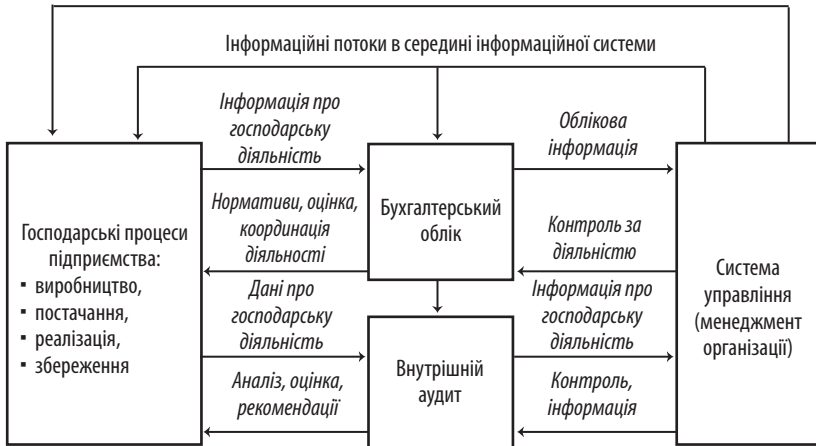 Інформаційні потоки в середині інформаційної системи
Інформація про
господарську
діяльність
Облікова
інформація
Господарські процеси
підприємства:
▪ виробництво,
▪ постачання,
▪ реалізація,
▪ збереження
Нормативи, оцінка,
координація
діяльності
Бухгалтерський
облік
Контроль за
діяльністю
Система
управління
(менеджмент
організації)
Дані про
господарську
діяльність
Інформація про
господарську
діяльність
Аналіз, оцінка,
рекомендації
Внутрішній
аудит
Контроль,
інформація